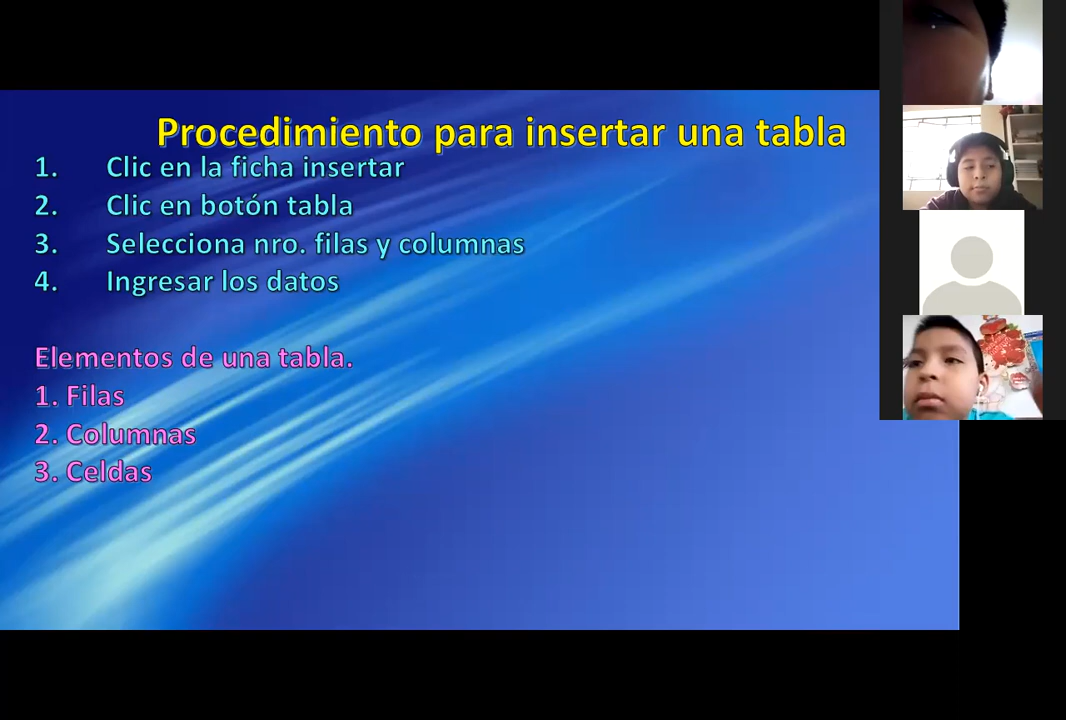 Procedimiento para insertar una tabla
1. Clic en la ficha insertar
2. Clic en botón tabla
3. Selecciona nro. filas y columnas
4. Ingresar los datos
Elementos de una tabla.
1. Filas
2. Columnas
3. Celdas